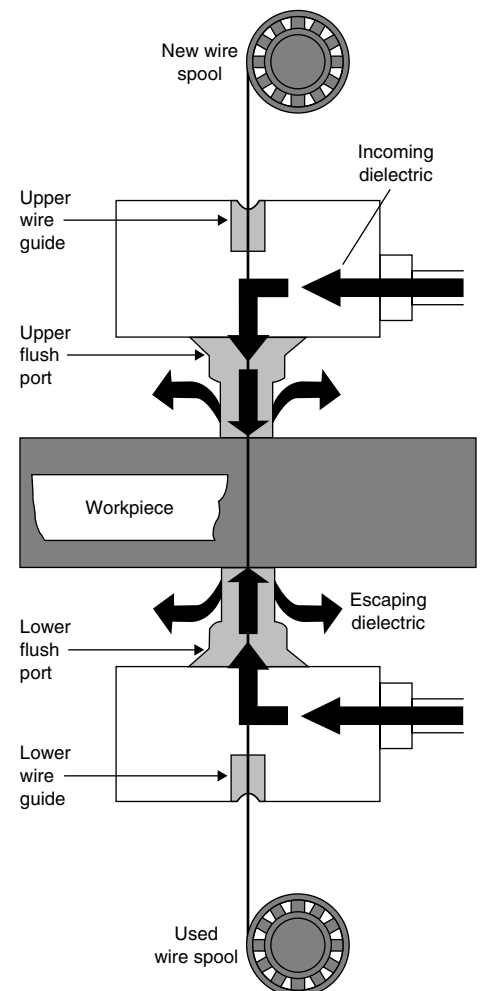 New wire
spool
Incoming
dielectric
Upper
wire
guide
Upper
flush
port
Workpiece
Escaping
dielectric
Lower
flush
port
Lower
wire
guide
Used
wire spool